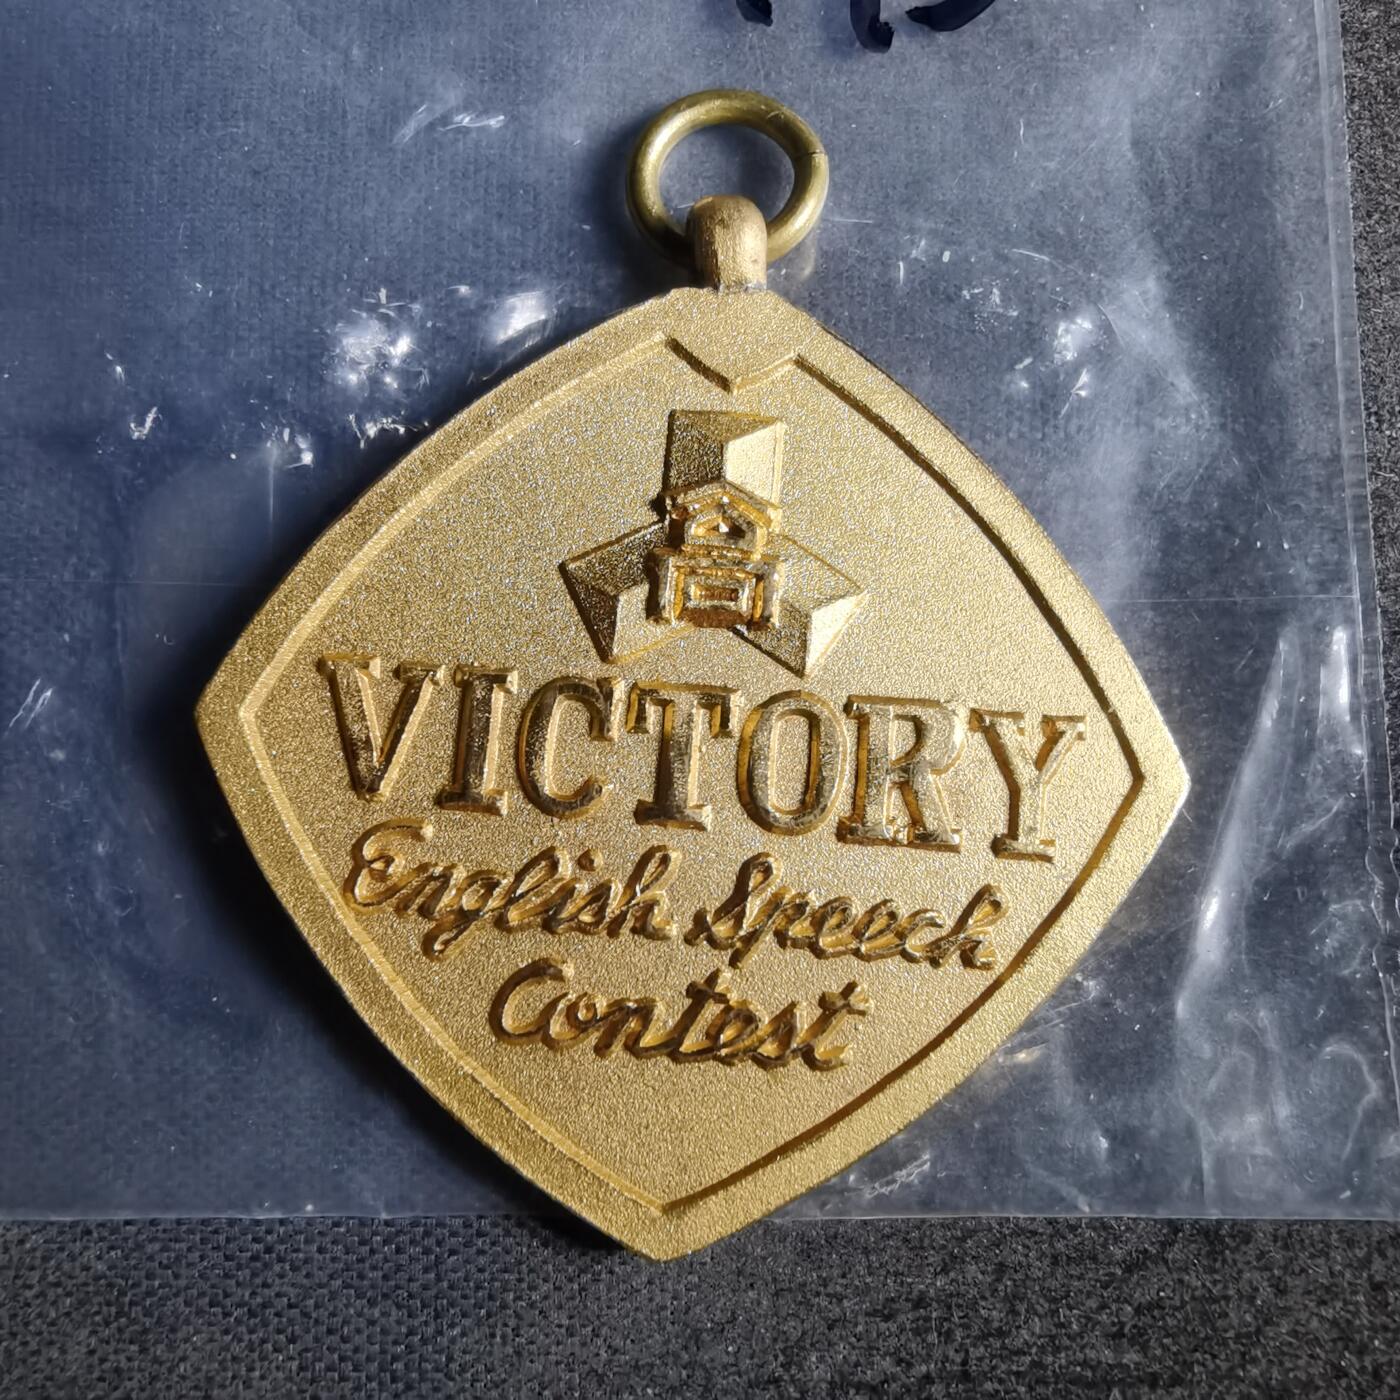 高
VICTORY
English Speech
Contest